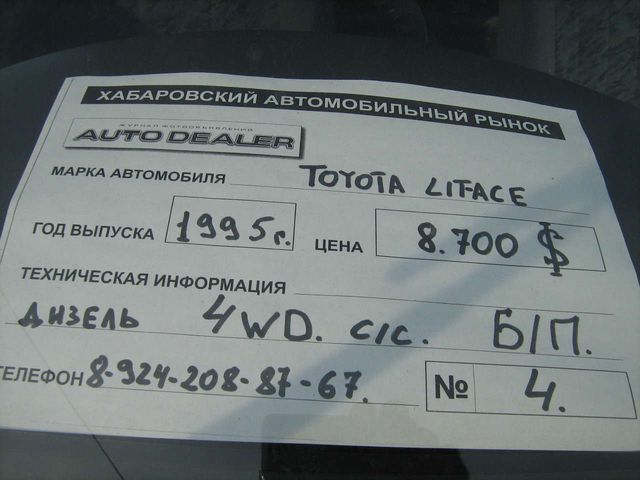 ХАБАРОВСКИЙ АВТОМОБИЛЬНЫЙ РЫНОК
ЖУРНАЛ ФОТООБЪЯВЛЕНИЙ
AUTO DEALER
МАРКА АВТОМОБИЛЯ TOYOTA LITACE
ГОД ВЫПУСКА 1995г. ЦЕНА 8.700 $
ТЕХНИЧЕСКАЯ ИНФОРМАЦИЯ
ДИЗЕЛЬ 4WD. С/С. Б/П.
ТЕЛЕФОН 8-924-208-87-67. № 4.